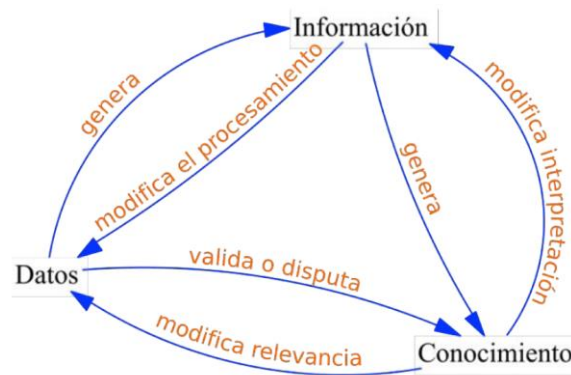 Información
genera
modifica el procesamiento
genera
modifica interpretación
Datos
valida o disputa
modifica relevancia
Conocimiento